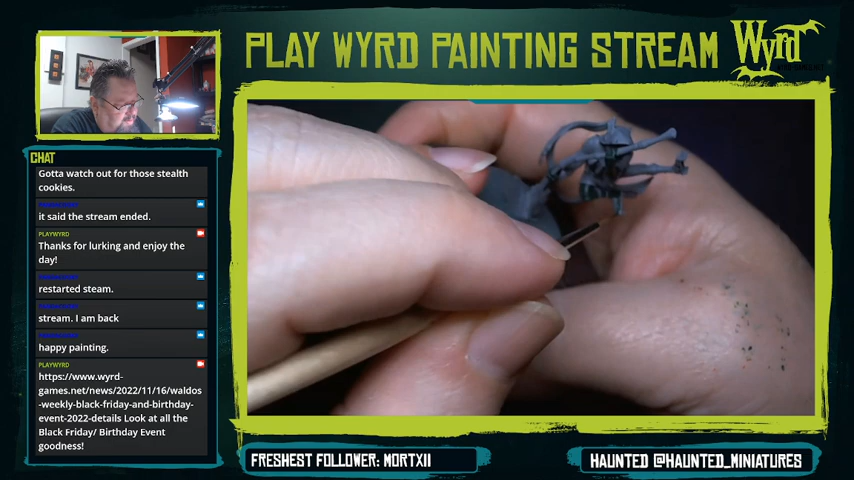 PLAY WYRD PAINTING STREAM
Wyrd
CHAT
Gotta watch out for those stealth
cookies.
it said the stream ended.
PLAYWYRD
Thanks for lurking and enjoy the
day!
restarted steam.
stream. I am back
happy painting.
PLAYWYRD
https://www.wyrd-
games.net/news/2022/11/16/waldos
-weekly-black-friday-and-birthday-
event-2022-details Look at all the
Black Friday/ Birthday Event
goodness!
FRESHEST FOLLOWER: MORTXII
HAUNTED @HAUNTED_MINIATURES